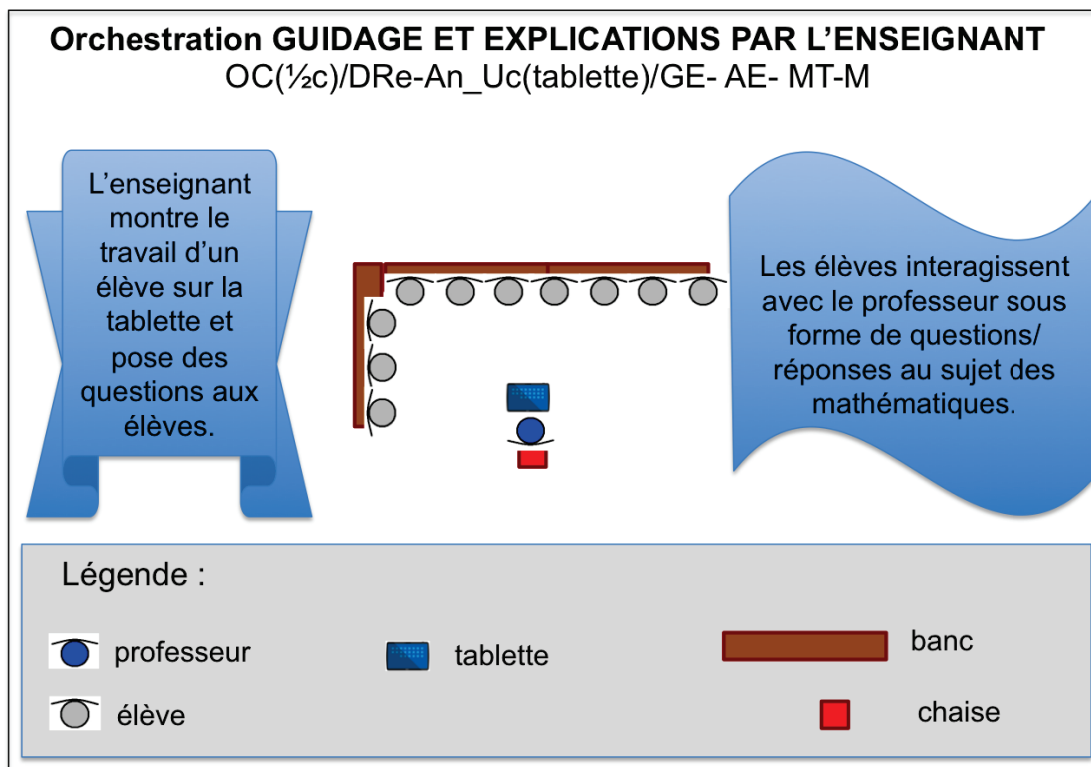 Orchestration GUIDAGE ET EXPLICATIONS PAR L'ENSEIGNANT
OC(½c)/DRe-An_Uc(tablette)/GE- AE- MT-M
L'enseignant
montre le
travail d'un
élève sur la
tablette et
pose des
questions aux
élèves.
Les élèves interagissent
avec le professeur sous
forme de questions/
réponses au sujet des
mathématiques.
Légende :
professeur
tablette
banc
élève
chaise